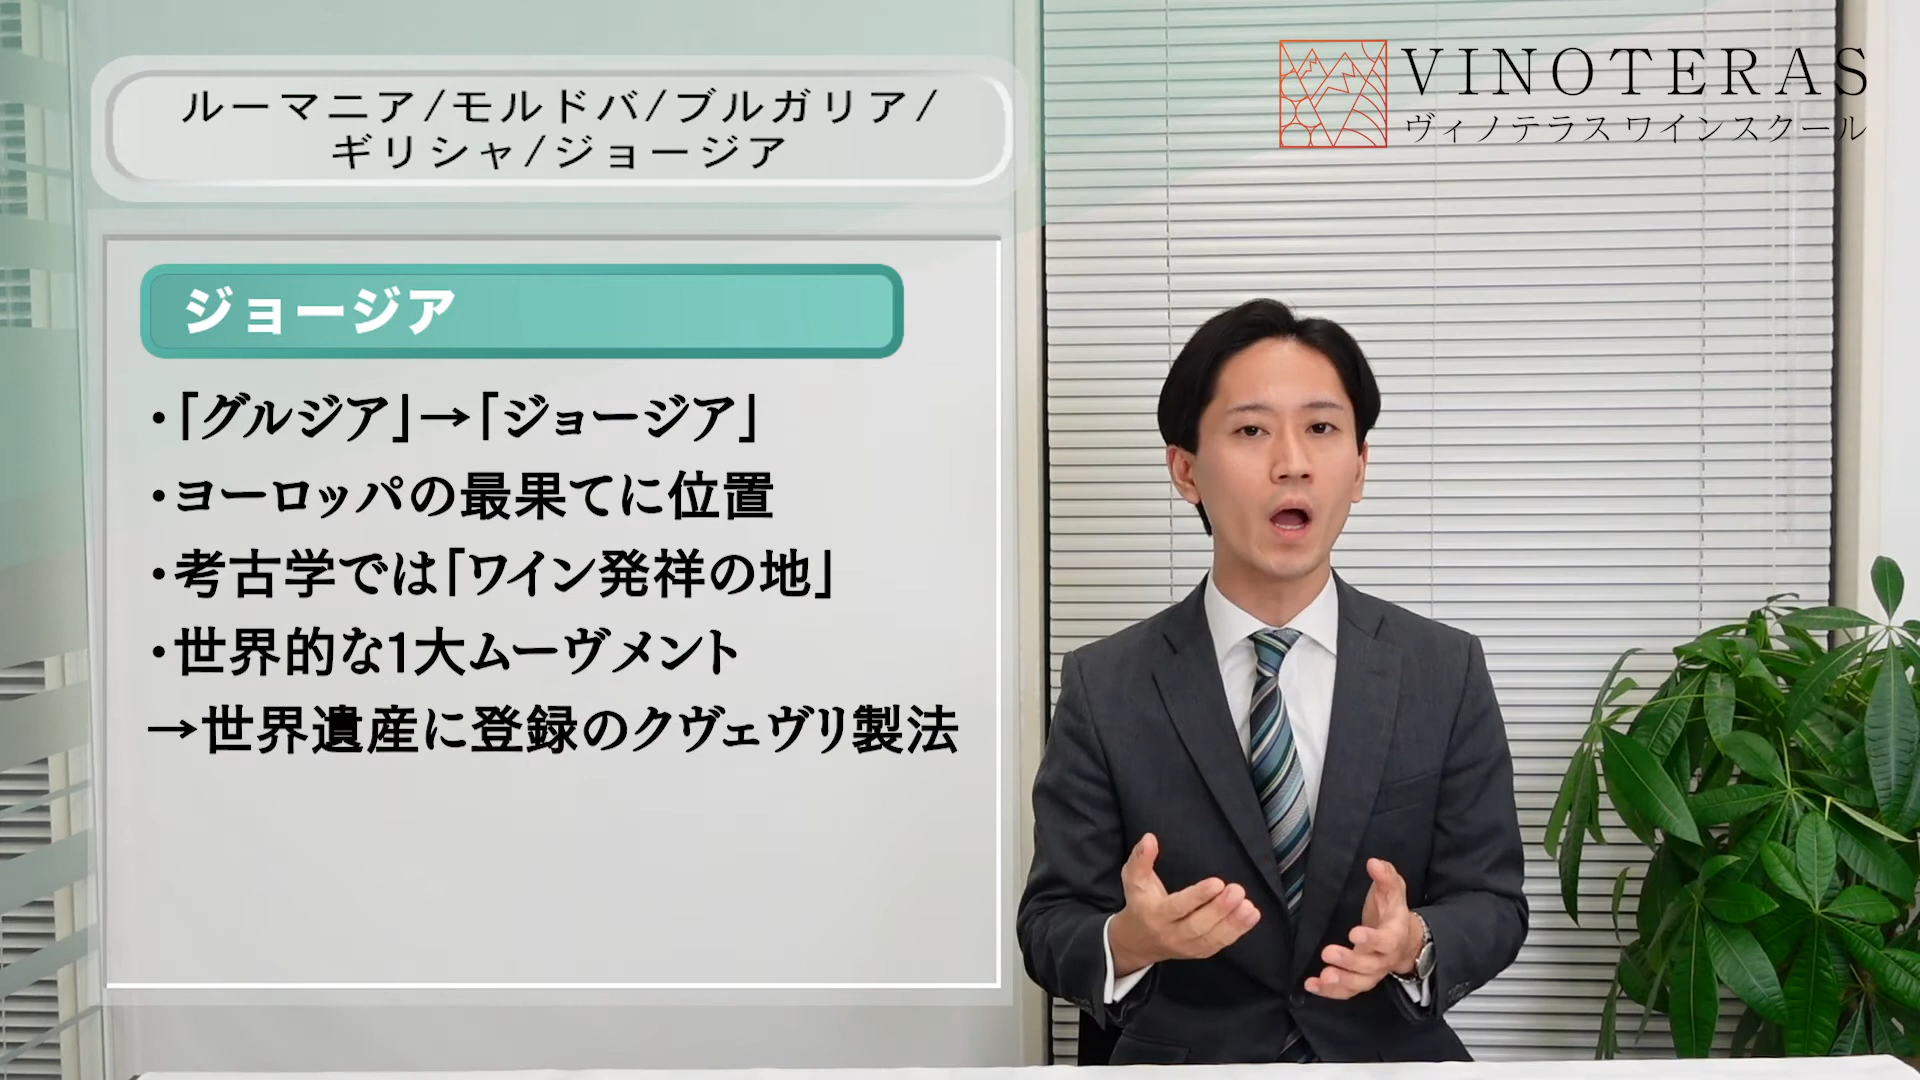 ルーマニア/モルドバ/ブルガリア/
ギリシャ/ジョージア
VINOTERAS
ヴィノテラス ワインスクール
ジョージア
・「グルジア」→「ジョージア」
・ヨーロッパの最果てに位置
・考古学では「ワイン発祥の地」
・世界的な1大ムーヴメント
→世界遺産に登録のクヴェヴリ製法